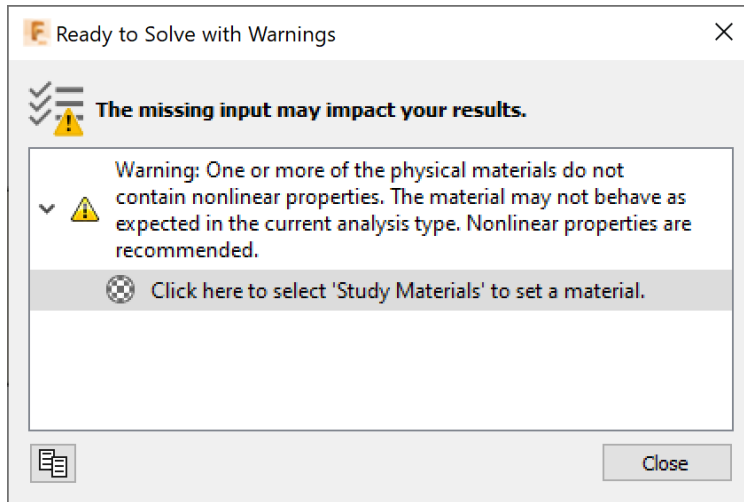 Ready to Solve with Warnings
The missing input may impact your results.
Warning: One or more of the physical materials do not
contain nonlinear properties. The material may not behave as
expected in the current analysis type. Nonlinear properties are
recommended.
Click here to select 'Study Materials' to set a material.
Close